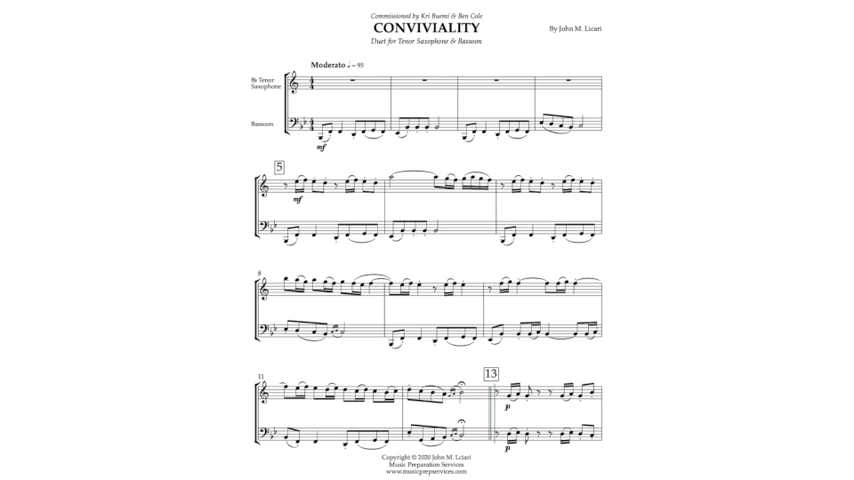 Commissioned by Kri Buemi & Ben Cole
CONVIVIALITY
By John M. Licari
Duet for Tenor Saxophone & Bassoon
Moderato ♩ = 95
B♭ Tenor
Saxophone
Bassoon
mf
5
mf
8
11
13
p
p
Copyright © 2020 John M. Lciari
Music Preparation Services
www.musicprepservices.com